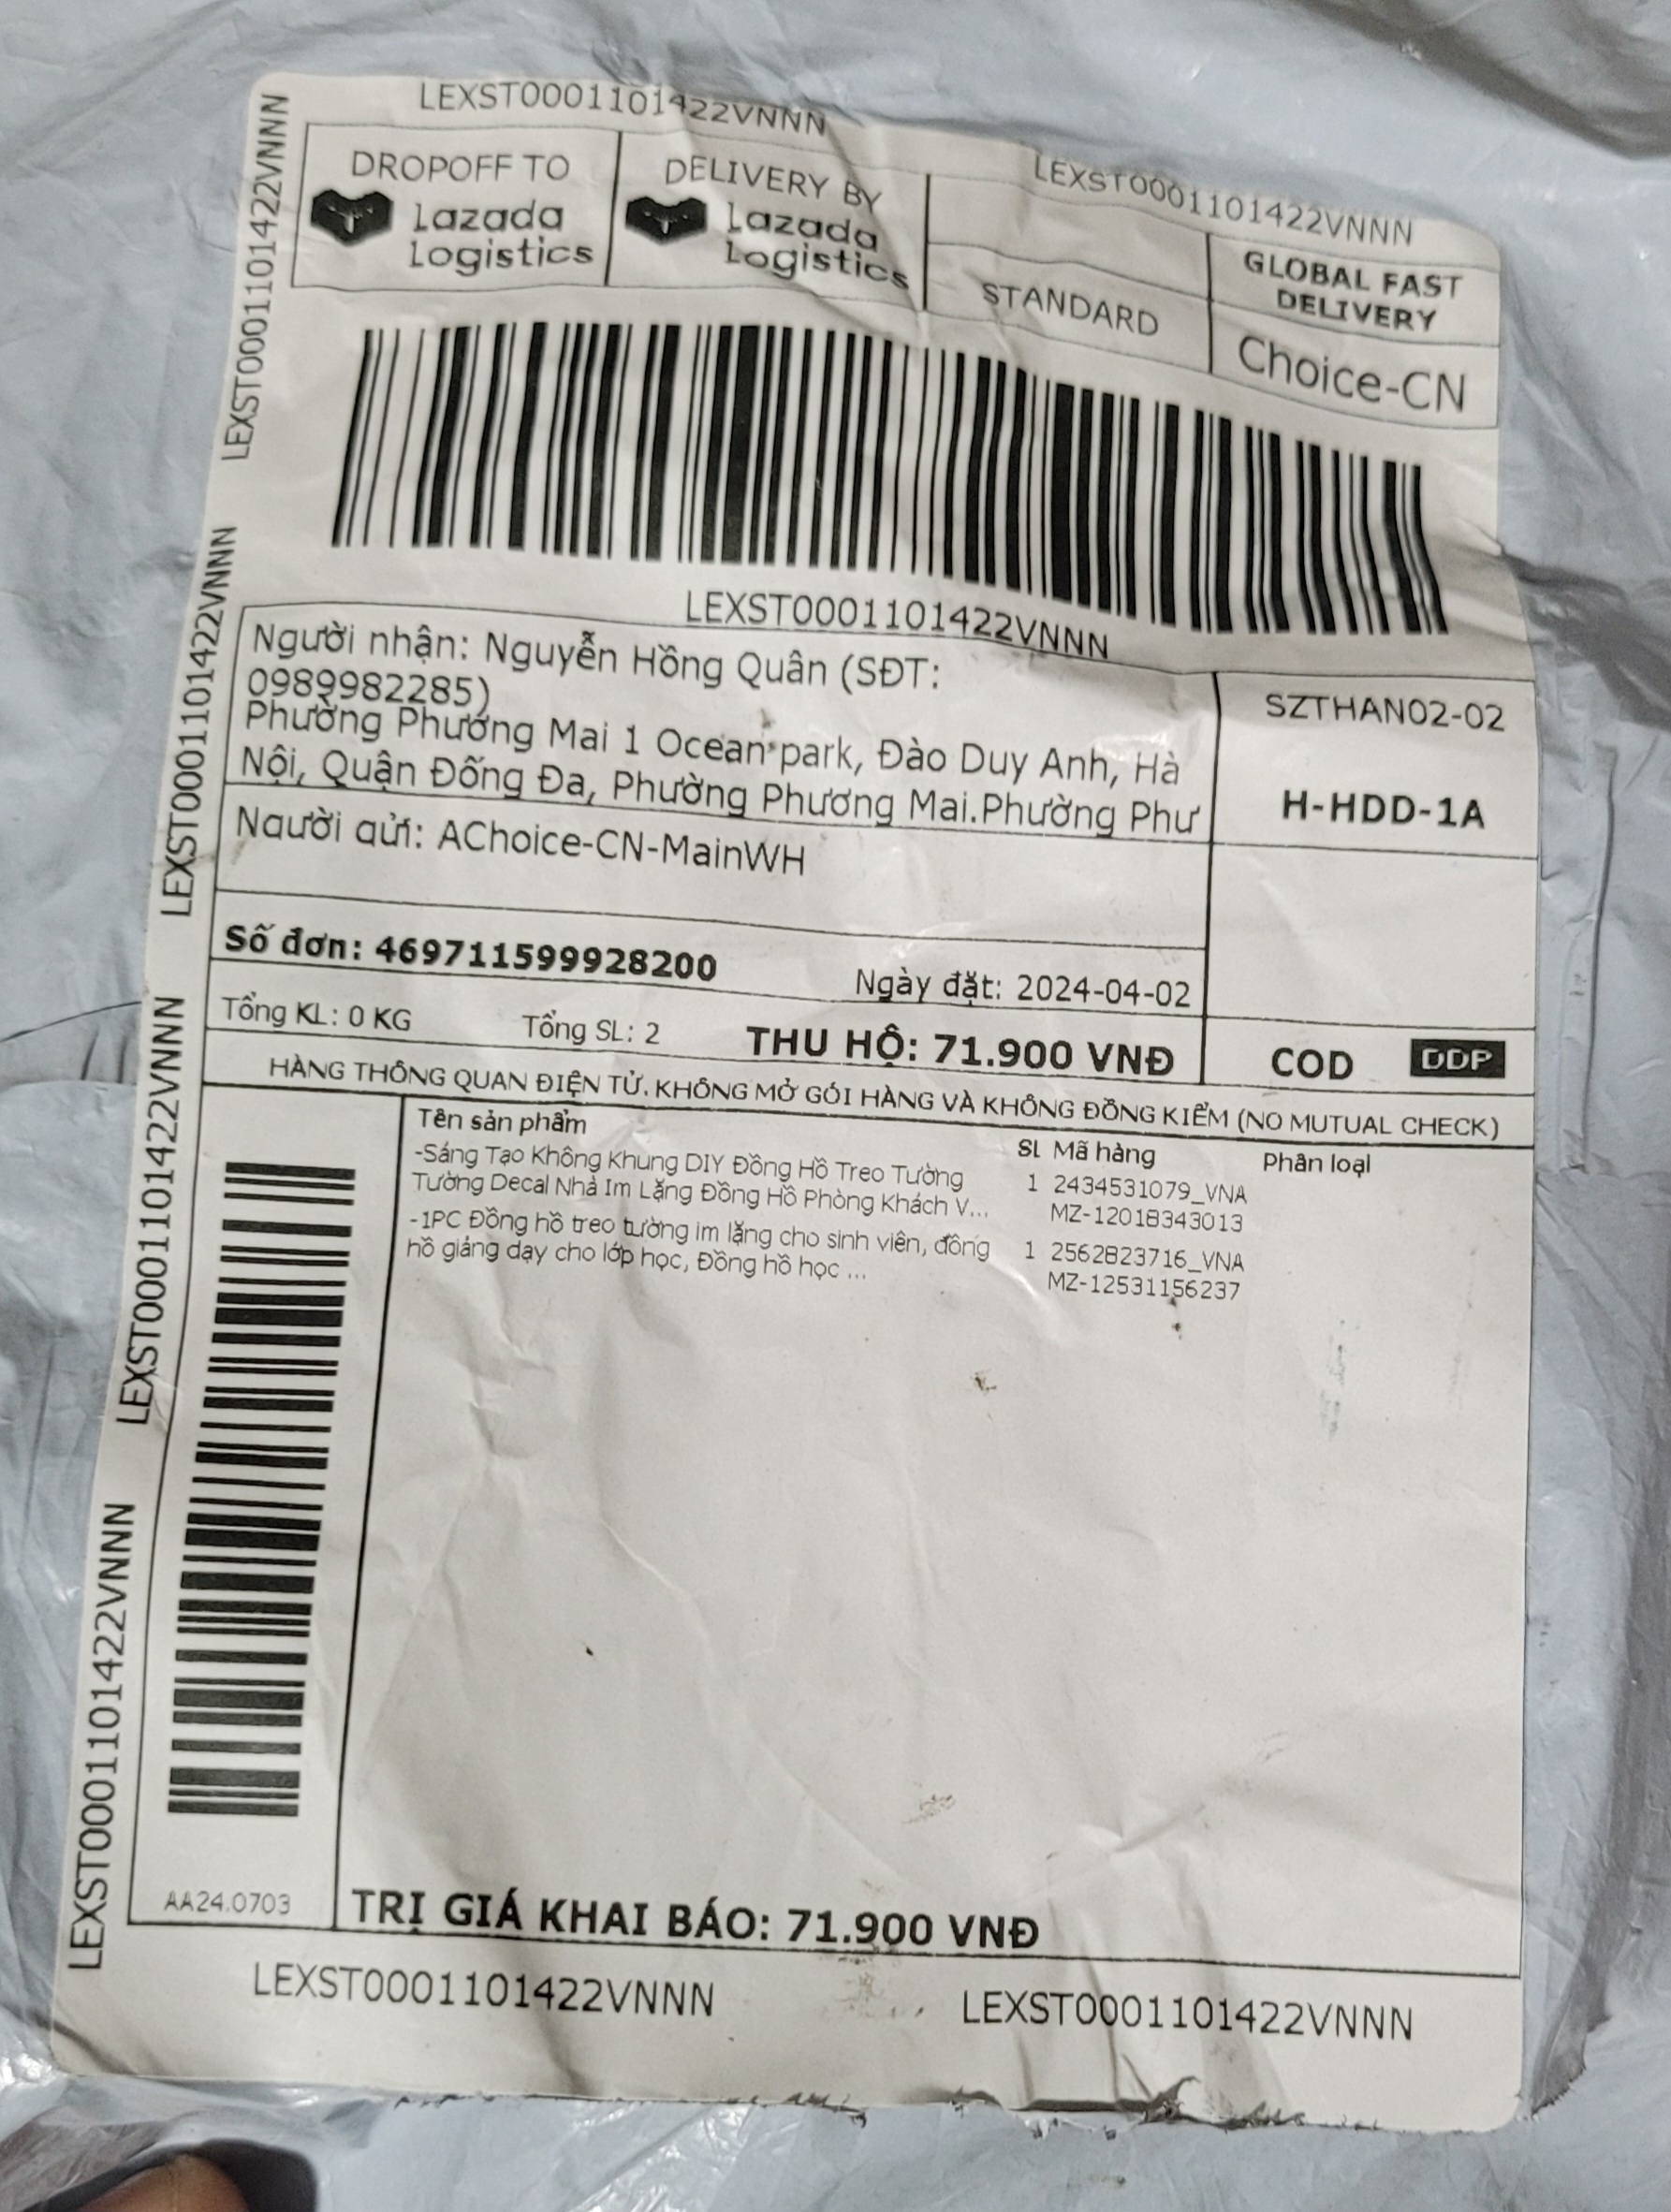 LEXST0001101422VNNN
LEXST0001101422VNNN
DROPOFF TO
Lazada
Logistics
DELIVERY BY
Lazada
Logistics
STANDARD
GLOBAL FAST
DELIVERY
Choice-CN
LEXST0001101422VNNN
Người nhận: Nguyễn Hồng Quân (SĐT:
0989982285)
Phường Phương Mai 1 Ocean park, Đào Duy Anh, Hà
Nội, Quận Đống Đa, Phường Phương Mai.Phường Phư
SZTHAN02-02
H-HDD-1A
Người gửi: AChoice-CN-MainWH
Số đơn: 469711599928200
Ngày đặt: 2024-04-02
Tổng KL: 0 KG
Tổng SL: 2
THU HỘ: 71.900 VNĐ
COD
DDP
HÀNG THÔNG QUAN ĐIỆN TỬ. KHÔNG MỞ GÓI HÀNG VÀ KHÔNG ĐỒNG KIỂM (NO MUTUAL CHECK)
Tên sản phẩm SL Mã hàng Phân loại
-Sáng Tạo Không Khung DIY Đồng Hồ Treo Tường 1 2434531079_VNA
Tường Decal Nhà Im Lặng Đồng Hồ Phòng Khách V... MZ-12018343013
-1PC Đồng hồ treo tường im lặng cho sinh viên, đồng 1 2562823716_VNA
hồ giảng dạy cho lớp học, Đồng hồ học ... MZ-12531156237
AA24.0703
TRỊ GIÁ KHAI BÁO: 71.900 VNĐ
LEXST0001101422VNNN
LEXST0001101422VNNN
LEXST0001101422VNNN
LEXST0001101422VNNN
LEXST0001101422VNNN
LEXST0001101422VNNN